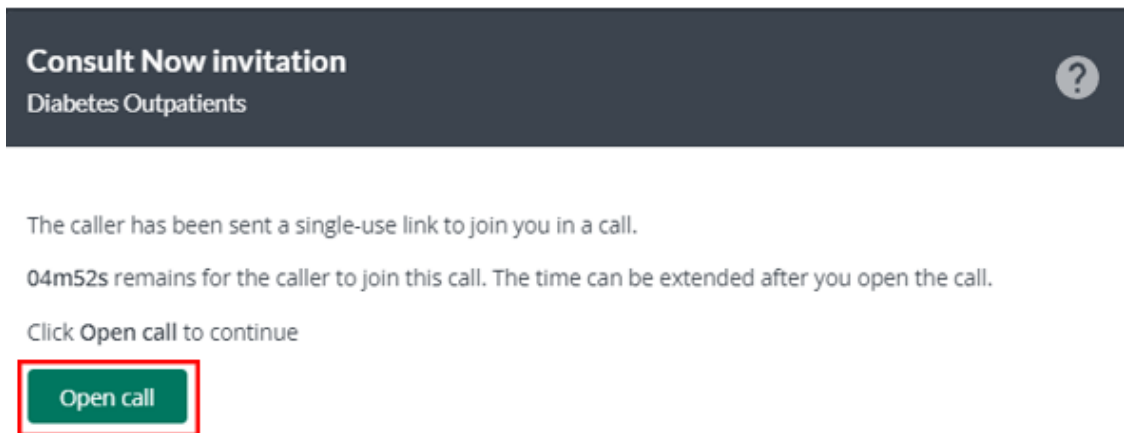 Consult Now invitation
Diabetes Outpatients
?
The caller has been sent a single-use link to join you in a call.
04m52s remains for the caller to join this call. The time can be extended after you open the call.
Click Open call to continue
Open call